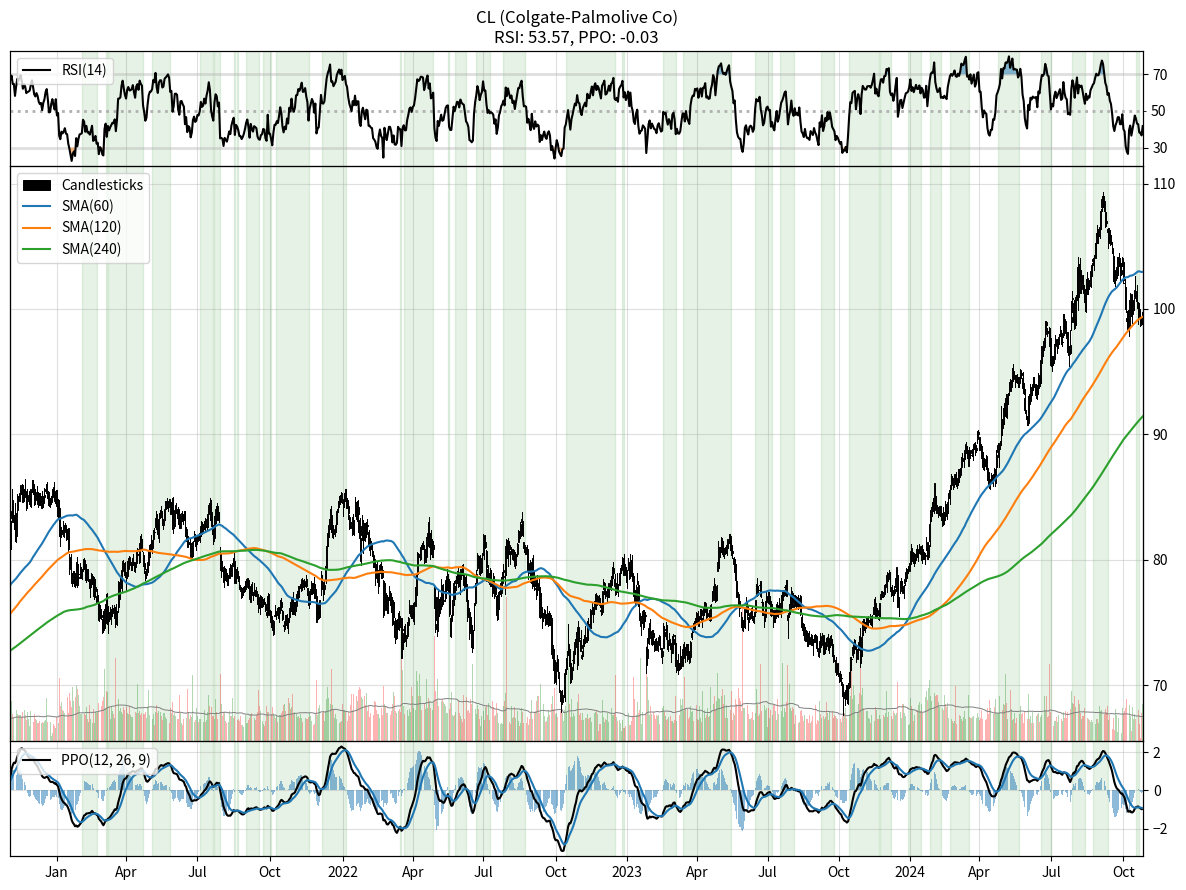 CL (Colgate-Palmolive Co)
RSI: 53.57, PPO: -0.03
RSI(14)
70
50
30
Candlesticks
SMA(60)
SMA(120)
SMA(240)
110
100
90
80
70
PPO(12, 26, 9)
2
0
−2
Jan Apr Jul Oct 2022 Apr Jul Oct 2023 Apr Jul Oct 2024 Apr Jul Oct